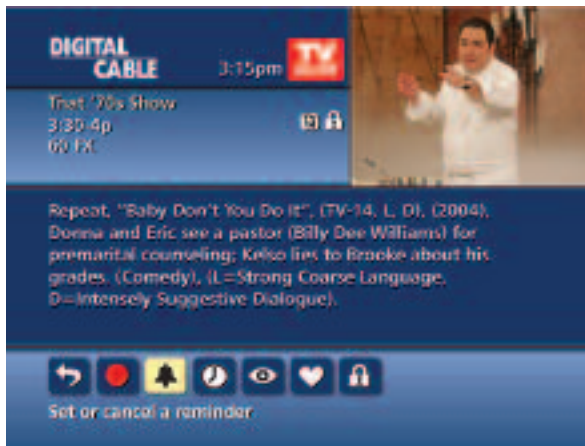 DIGITAL
CABLE
3:15pm
TV
That '70s Show
3:30-4p
60 FX
Repeat, "Baby Don't You Do It", (TV-14, L, D), (2004),
Donna and Eric see a pastor (Billy Dee Williams) for
premarital counseling; Kelso lies to Brooke about his
grades. (Comedy), (L=Strong Coarse Language,
D=Intensely Suggestive Dialogue).
Set or cancel a reminder